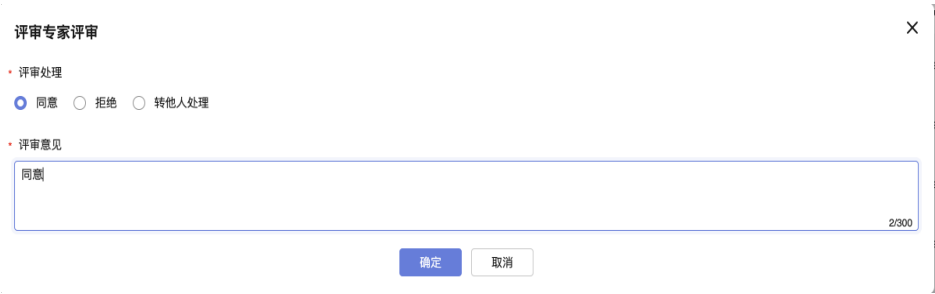 评审专家评审
* 评审处理
同意 拒绝 转他人处理
* 评审意见
同意
2/300
确定 取消